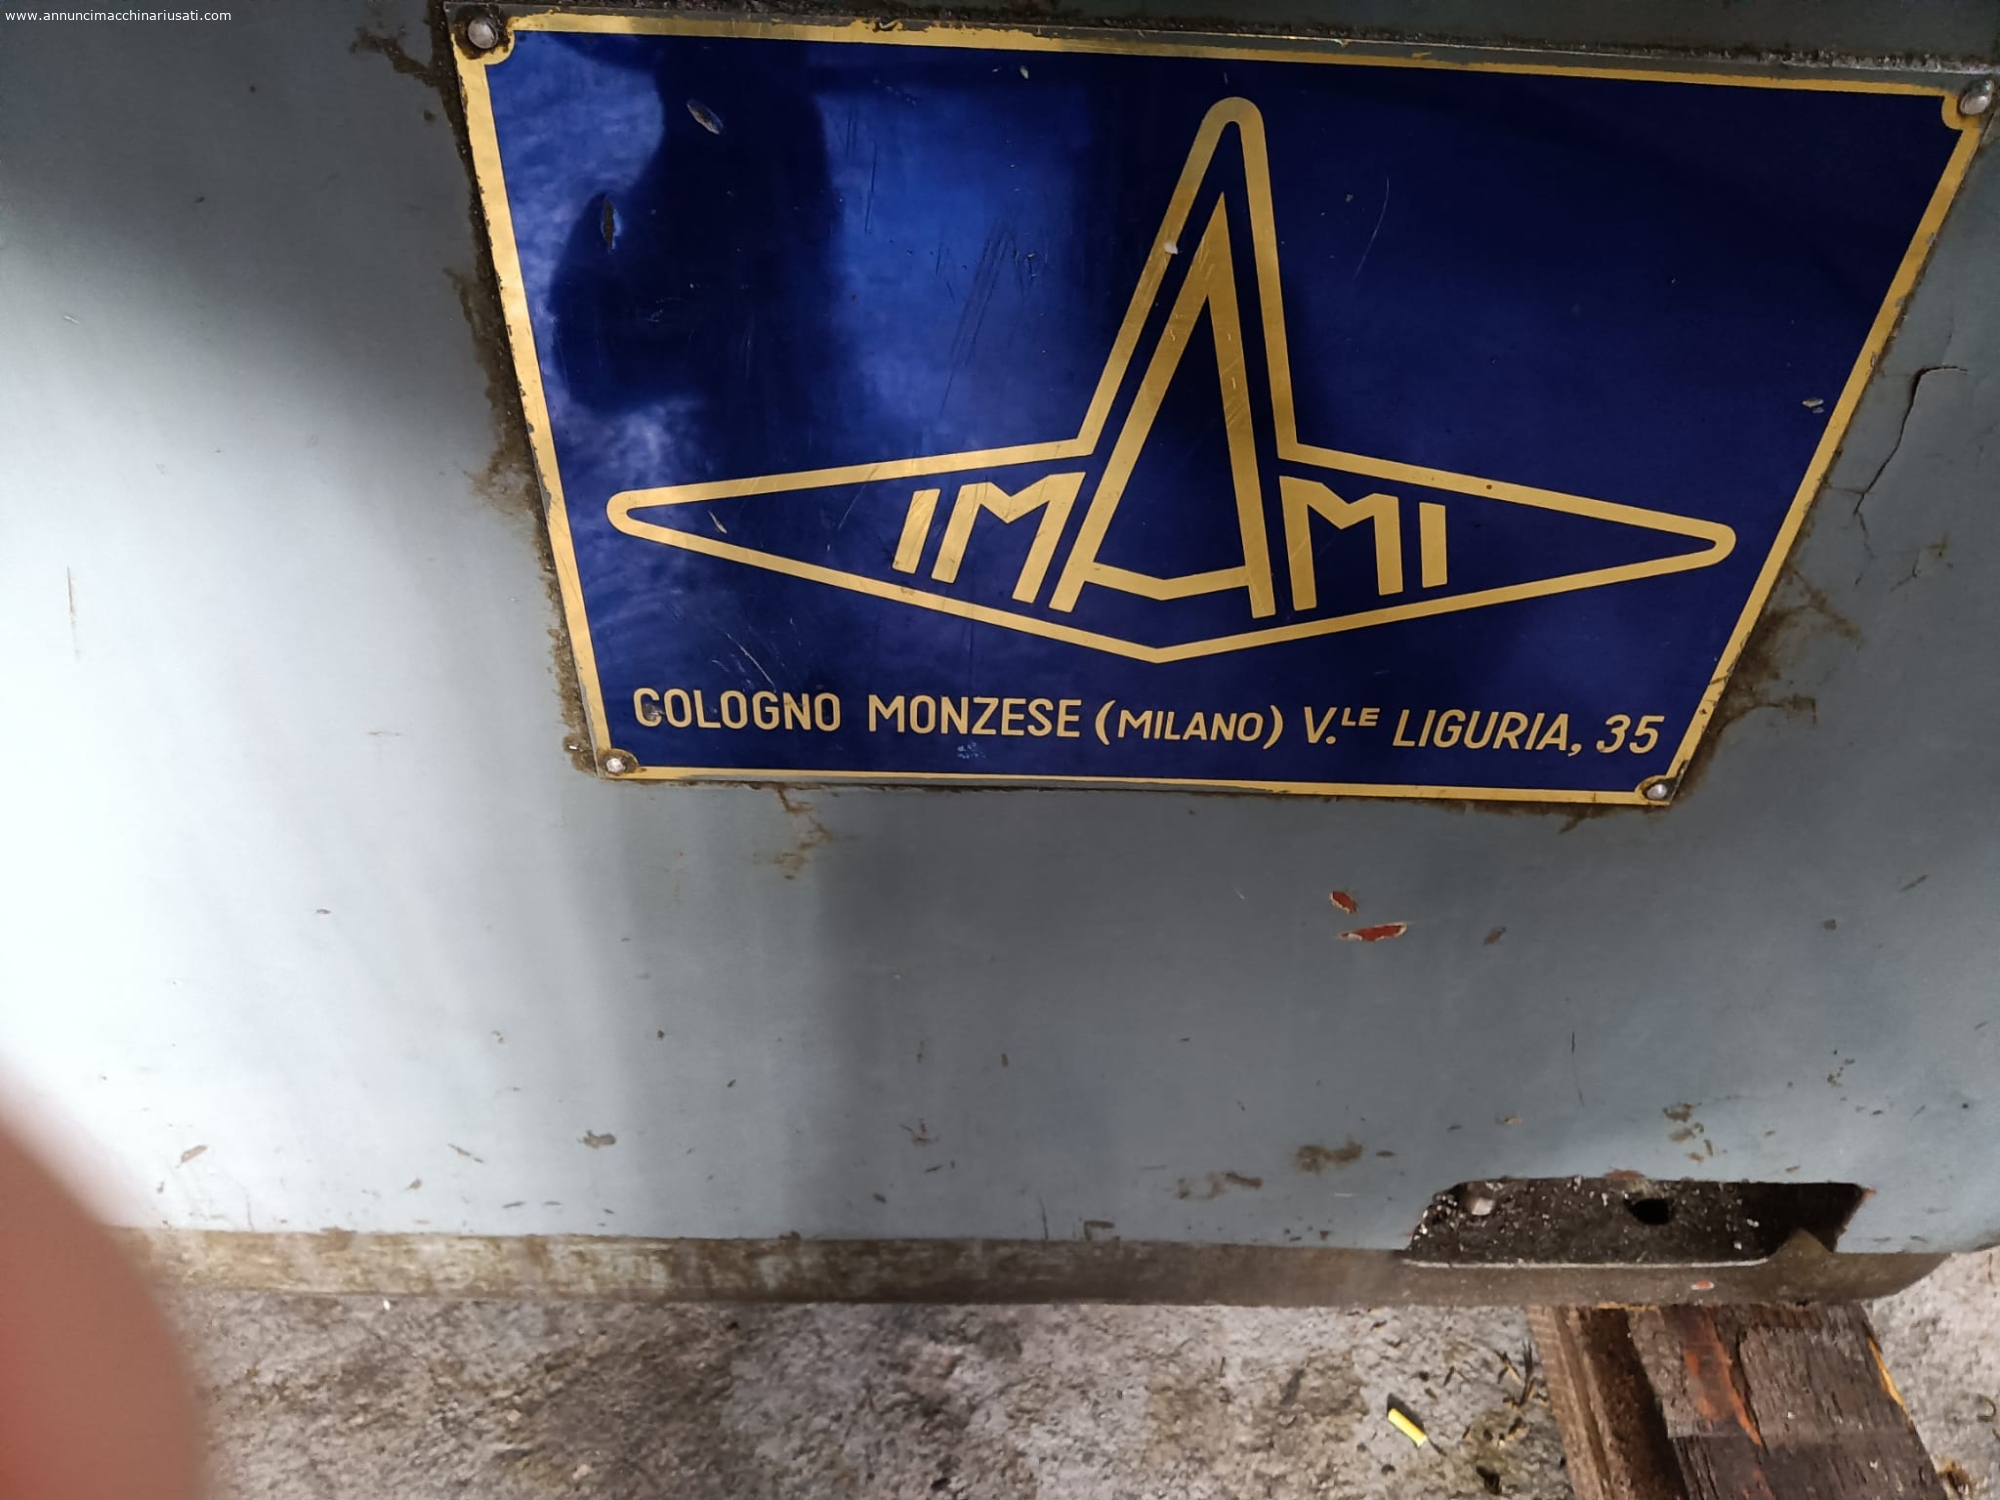 www.annuncimacchinariusati.com
IMAMI
COLOGNO MONZESE (MILANO) V.LE LIGURIA, 35